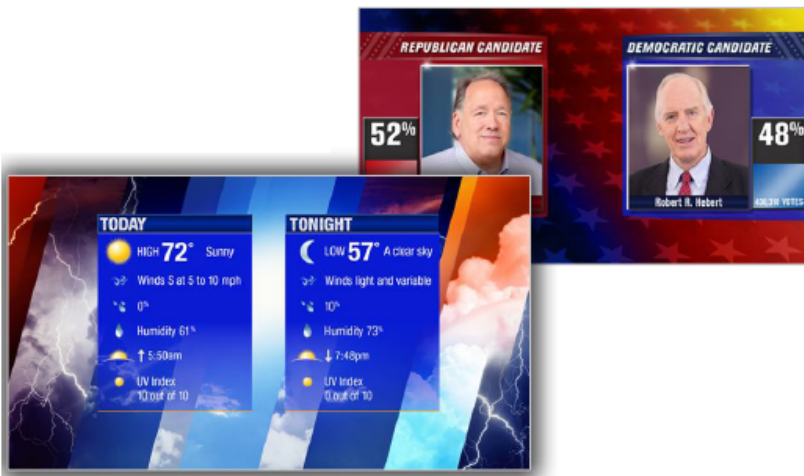 REPUBLICAN CANDIDATE
52%
DEMOCRATIC CANDIDATE
48%
Robert R. Hebert
VOTES
TODAY
HIGH 72° Sunny
Winds S at 5 to 10 mph
0%
Humidity 61%
↑ 5:50am
UV Index
10 out of 10
TONIGHT
LOW 57° A clear sky
Winds light and variable
10%
Humidity 73%
↓ 7:48pm
UV Index
0 out of 10